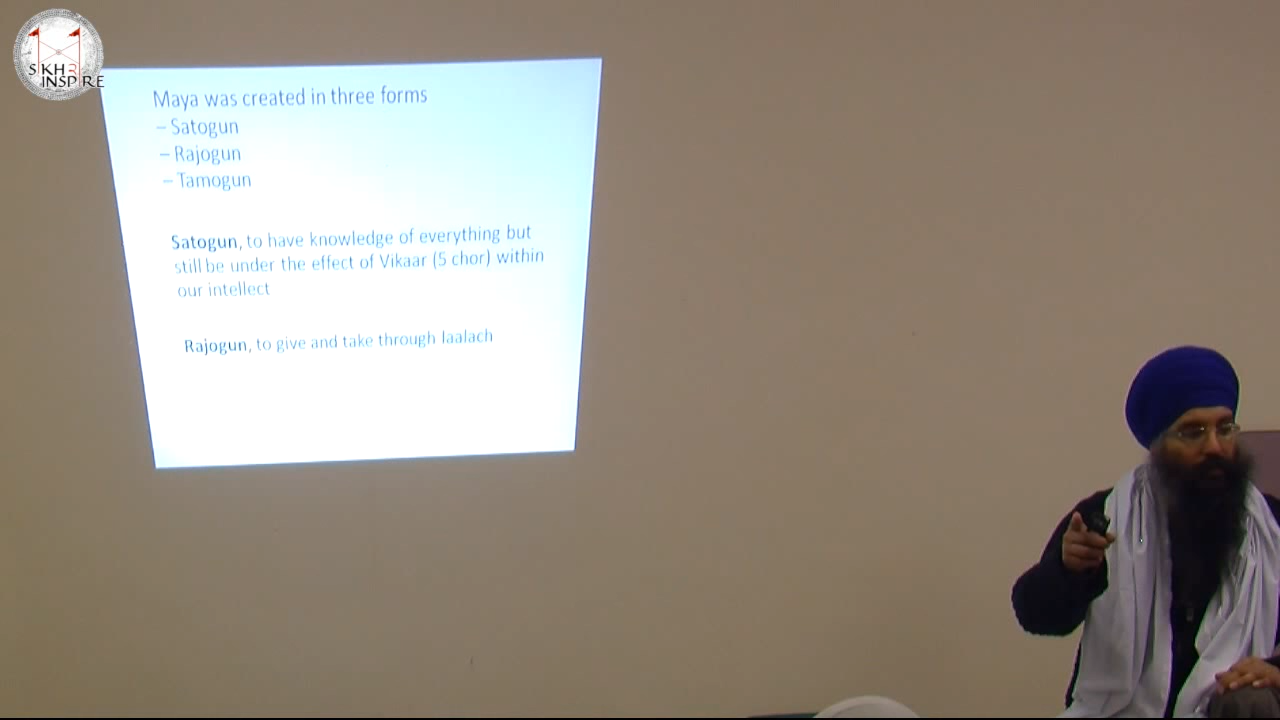 SIKH2
INSPIRE
Maya was created in three forms
– Satogun
– Rajogun
– Tamogun
Satogun, to have knowledge of everything but
still be under the effect of Vikaar (5 chor) within
our intellect
Rajogun, to give and take through laalach